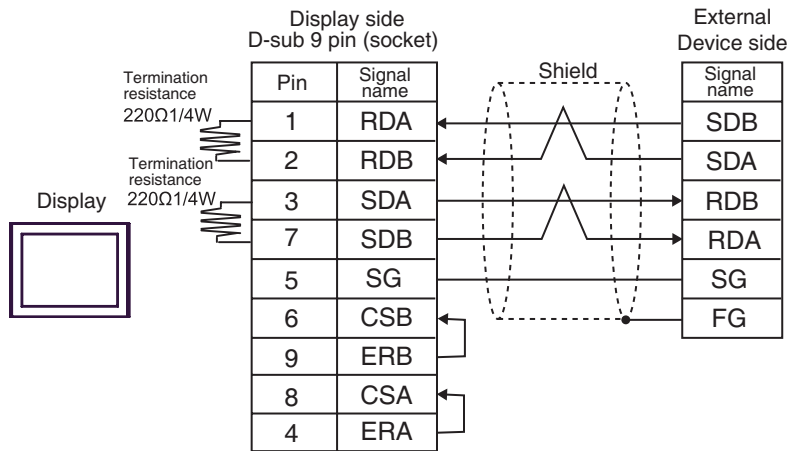 Display side
D-sub 9 pin (socket)
External
Device side
Termination
resistance
220Ω1/4W
Termination
resistance
220Ω1/4W
Display
Pin Signal name
1 RDA
2 RDB
3 SDA
7 SDB
5 SG
6 CSB
9 ERB
8 CSA
4 ERA
Shield
Signal
name
SDB
SDA
RDB
RDA
SG
FG